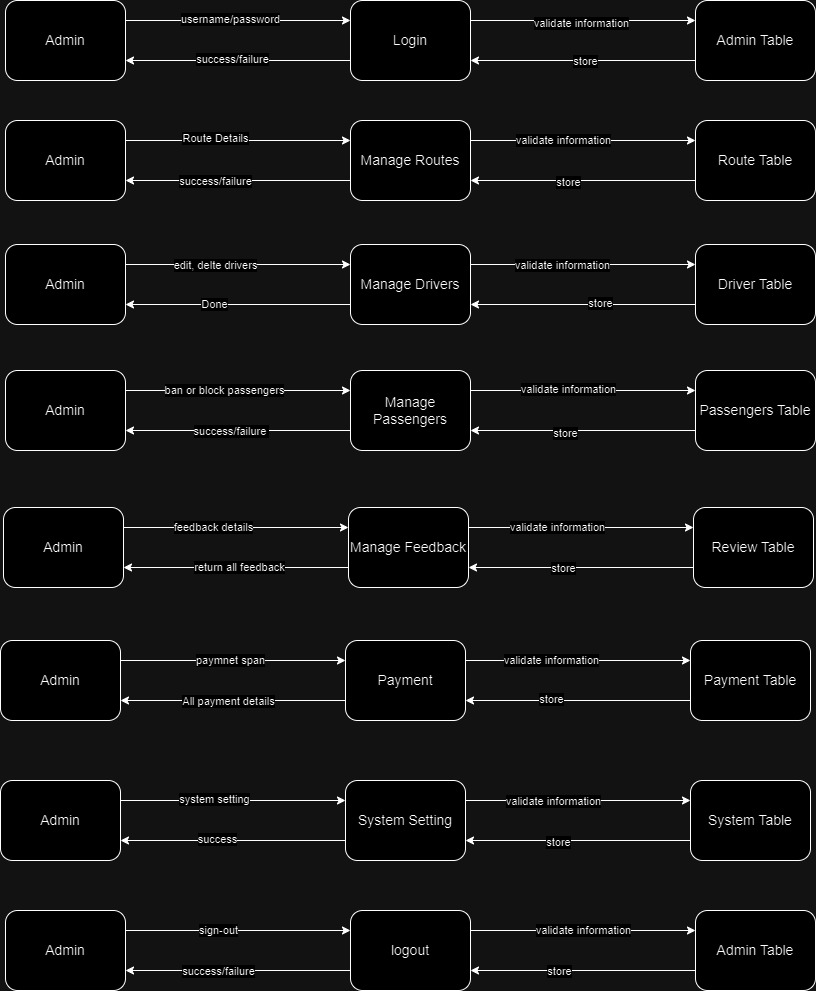 username/password
validate information
Admin
Login
Admin Table
success/failure
store
Route Details
validate information
Admin
Manage Routes
Route Table
success/failure
store
edit, delte drivers
validate information
Admin
Manage Drivers
Driver Table
Done
store
ban or block passengers
validate information
Admin
Manage
Passengers
Passengers Table
success/failure
store
feedback details
validate information
Admin
Manage Feedback
Review Table
return all feedback
store
paymnet span
validate information
Admin
Payment
Payment Table
All payment details
store
system setting
validate information
Admin
System Setting
System Table
success
store
sign-out
validate information
Admin
logout
Admin Table
success/failure
store